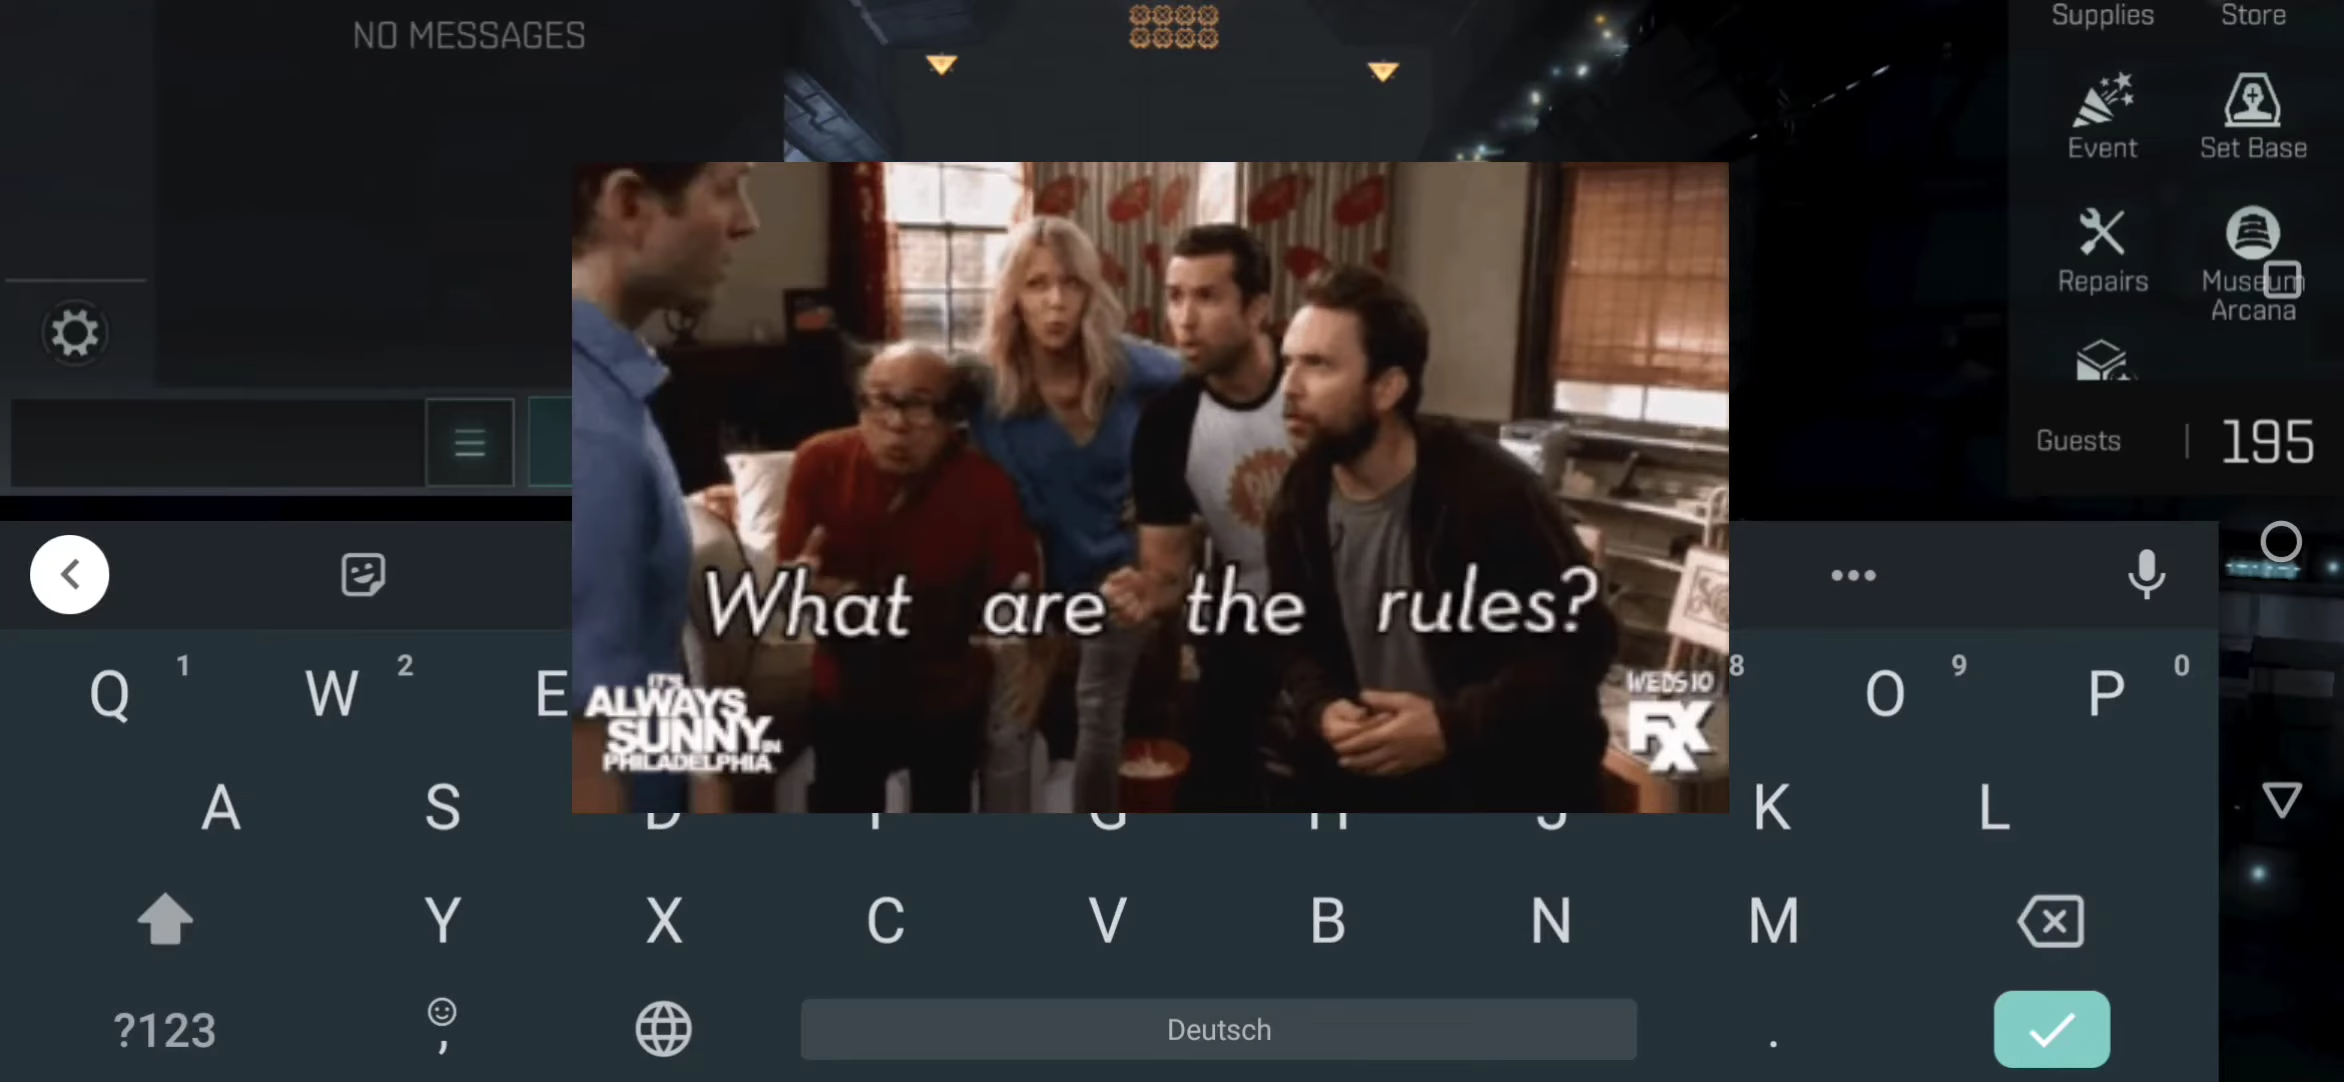 NO MESSAGES
Supplies
Store
Event
Set Base
Repairs
Museum
Arcana
Guests
195
What are the rules?
IT'S
ALWAYS
SUNNY IN
PHILADELPHIA
WEDS 10
FXX
Q 1 W 2 E 8 O 9 P 0
A S D F G H J K L
Y X C V B N M
?123 , Deutsch .